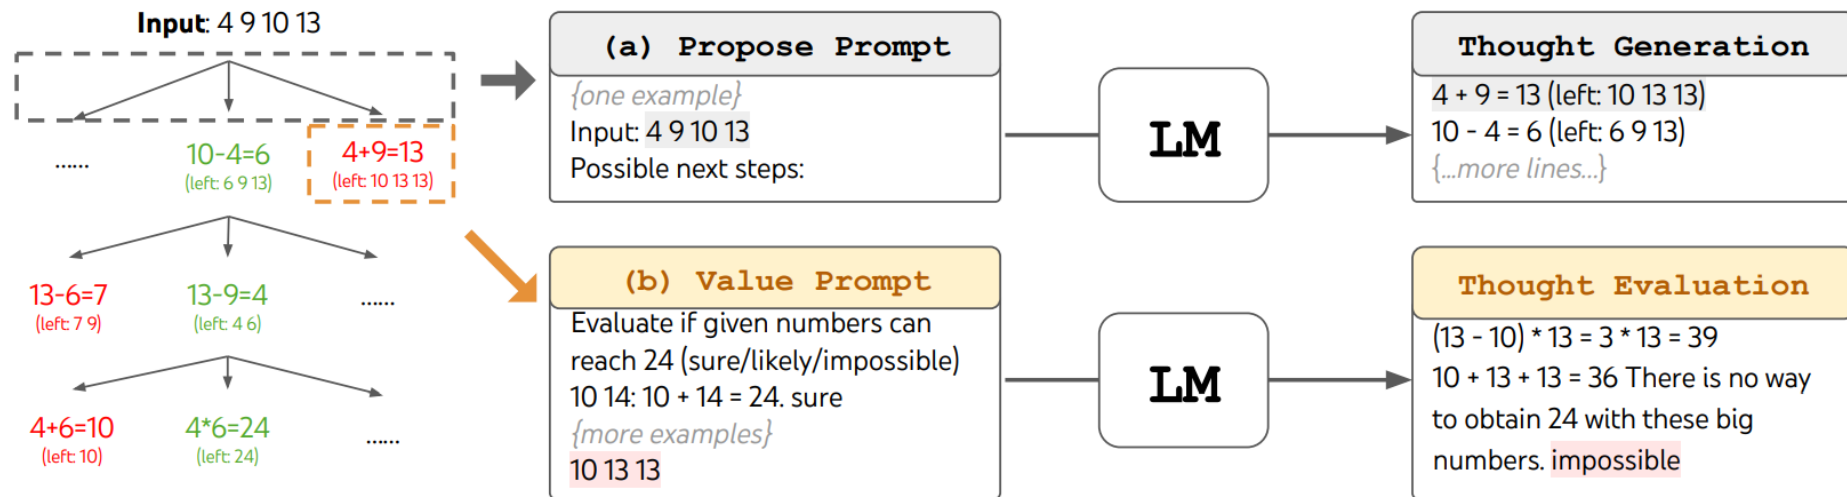 Input: 4 9 10 13
......
10-4=6
(left: 6 9 13)
4+9=13
(left: 10 13 13)
13-6=7
(left: 7 9)
13-9=4
(left: 4 6)
......
4+6=10
(left: 10)
4*6=24
(left: 24)
......
(a) Propose Prompt
{one example}
Input: 4 9 10 13
Possible next steps:
LM
Thought Generation
4 + 9 = 13 (left: 10 13 13)
10 - 4 = 6 (left: 6 9 13)
{...more lines...}
(b) Value Prompt
Evaluate if given numbers can
reach 24 (sure/likely/impossible)
10 14: 10 + 14 = 24. sure
{more examples}
10 13 13
LM
Thought Evaluation
(13 - 10) * 13 = 3 * 13 = 39
10 + 13 + 13 = 36 There is no way
to obtain 24 with these big
numbers. impossible